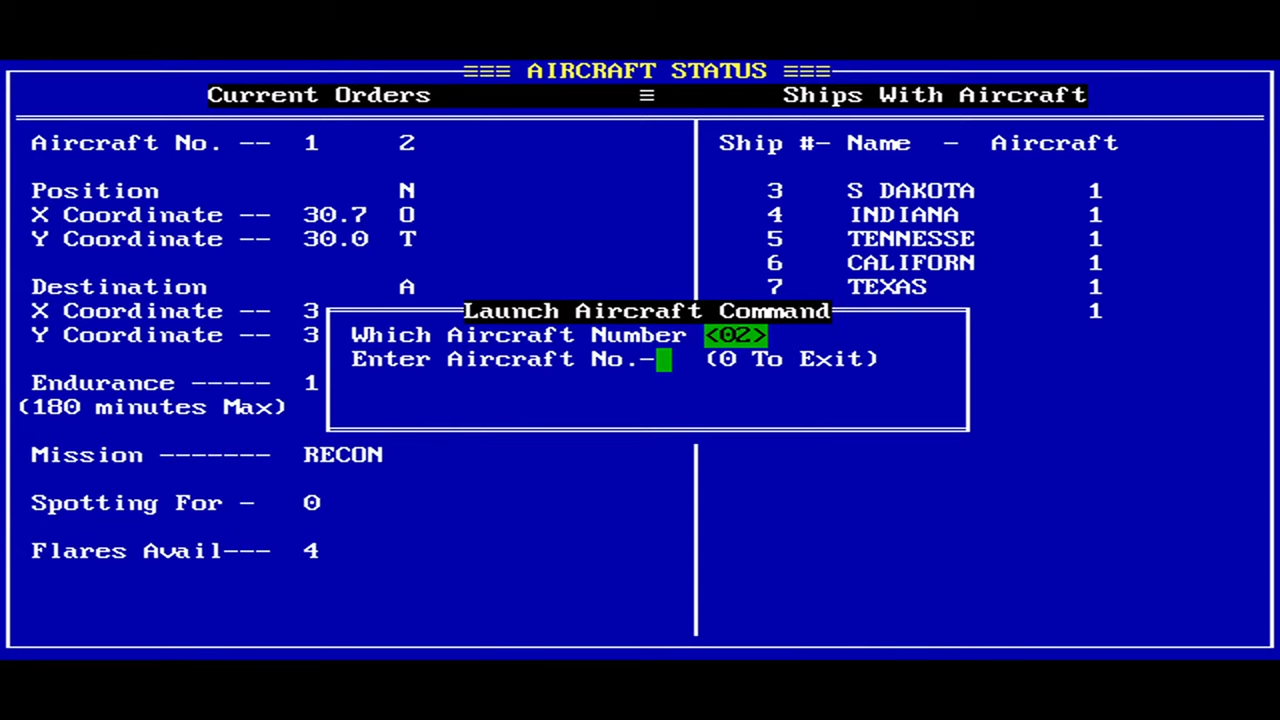 ≡≡≡ AIRCRAFT STATUS ≡≡≡
Current Orders ≡ Ships With Aircraft
Aircraft No. -- 1 2 Ship #- Name - Aircraft
Position N 3 S DAKOTA 1
X Coordinate -- 30.7 O 4 INDIANA 1
Y Coordinate -- 30.0 T 5 TENNESSE 1
6 CALIFORN 1
Destination A 7 TEXAS 1
X Coordinate -- 3 Launch Aircraft Command 1
Y Coordinate -- 3 Which Aircraft Number <02>
Enter Aircraft No.- (0 To Exit)
Endurance ----- 1
(180 minutes Max)
Mission ------- RECON
Spotting For - 0
Flares Avail--- 4